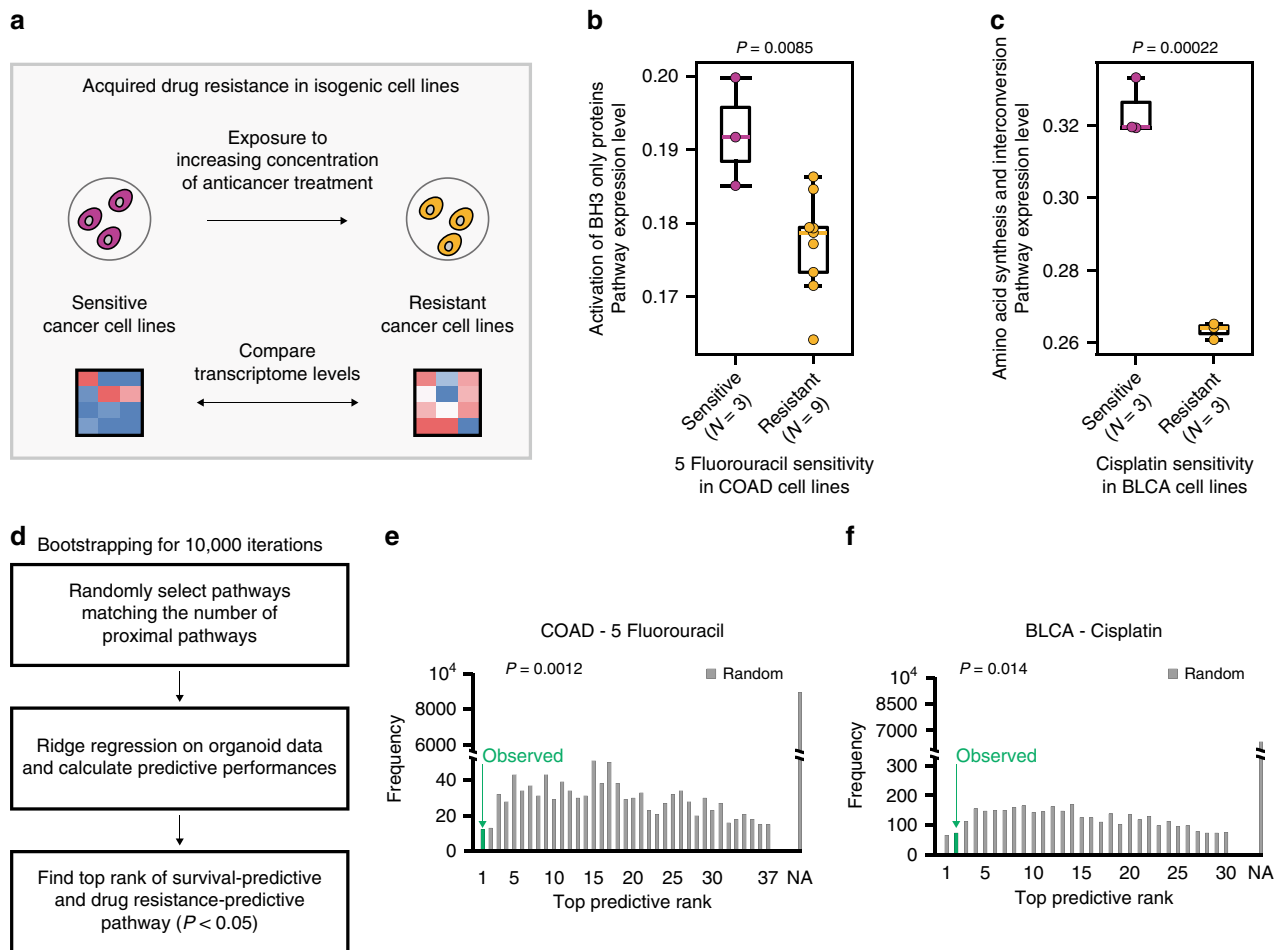 a
Acquired drug resistance in isogenic cell lines
Exposure to
increasing concentration
of anticancer treatment
Sensitive
cancer cell lines
Resistant
cancer cell lines
Compare
transcriptome levels
b
P = 0.0085
Activation of BH3 only proteins
Pathway expression level
0.20
0.19
0.18
0.17
Sensitive
(N = 3)
Resistant
(N = 9)
5 Fluorouracil sensitivity
in COAD cell lines
c
P = 0.00022
Amino acid synthesis and interconversion
Pathway expression level
0.32
0.30
0.28
0.26
Sensitive
(N = 3)
Resistant
(N = 3)
Cisplatin sensitivity
in BLCA cell lines
d
Bootstrapping for 10,000 iterations
Randomly select pathways
matching the number of
proximal pathways
Ridge regression on organoid data
and calculate predictive performances
Find top rank of survival-predictive
and drug resistance-predictive
pathway (P < 0.05)
e
COAD - 5 Fluorouracil
P = 0.0012
Random
Frequency
10⁴
8000
6000
40
20
0
Observed
1 5 10 15 20 25 30 37 NA
Top predictive rank
f
BLCA - Cisplatin
P = 0.014
Random
Frequency
10⁴
8500
7000
300
200
100
0
Observed
1 5 10 15 20 25 30 NA
Top predictive rank